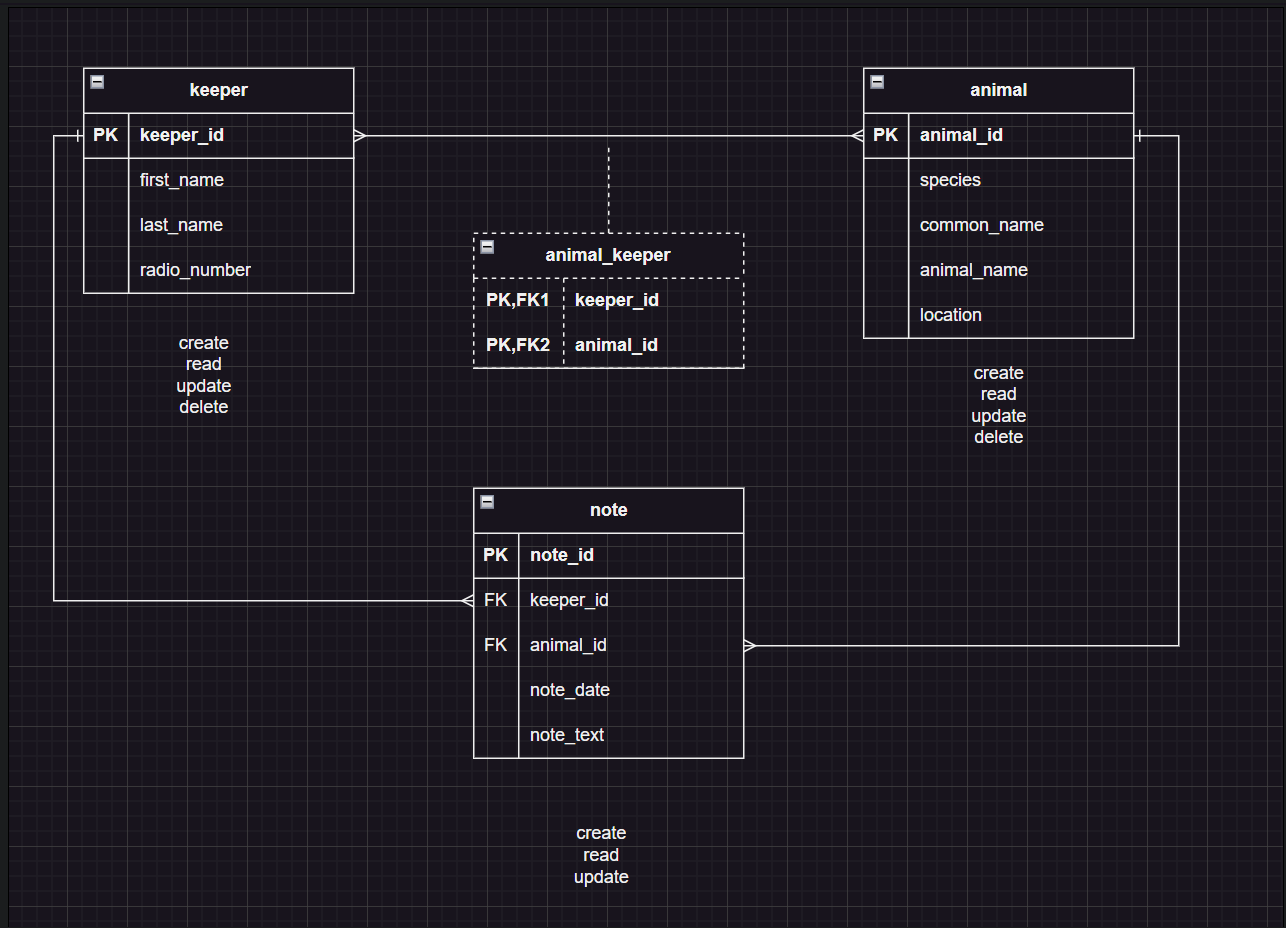 keeper
PK keeper_id
first_name
last_name
radio_number
create
read
update
delete
animal
PK animal_id
species
common_name
animal_name
location
create
read
update
delete
animal_keeper
PK,FK1 keeper_id
PK,FK2 animal_id
note
PK note_id
FK keeper_id
FK animal_id
note_date
note_text
create
read
update